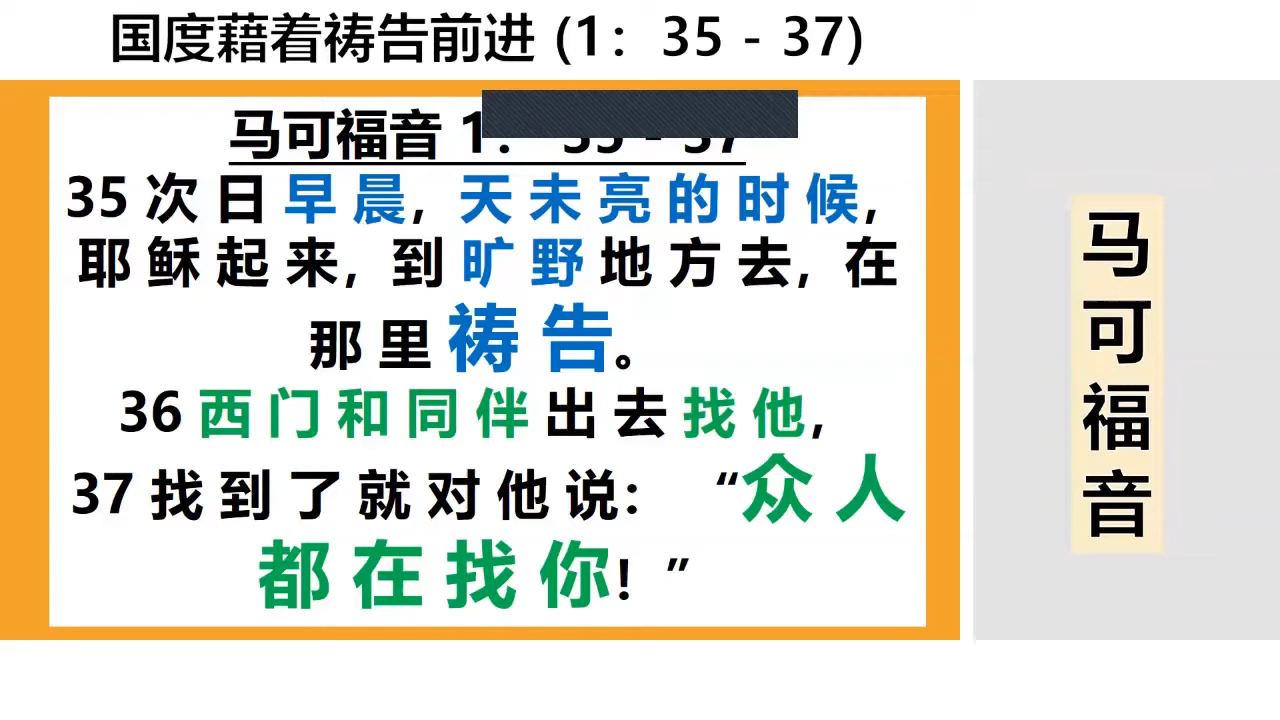 国度藉着祷告前进 (1：35 - 37)
马可福音 1： 35 - 37
35 次日早晨，天未亮的时候，
耶稣起来，到旷野地方去，在
那里祷告。
36 西门和同伴出去找他，
37 找到了就对他说： “众人
都在找你！”
马可福音